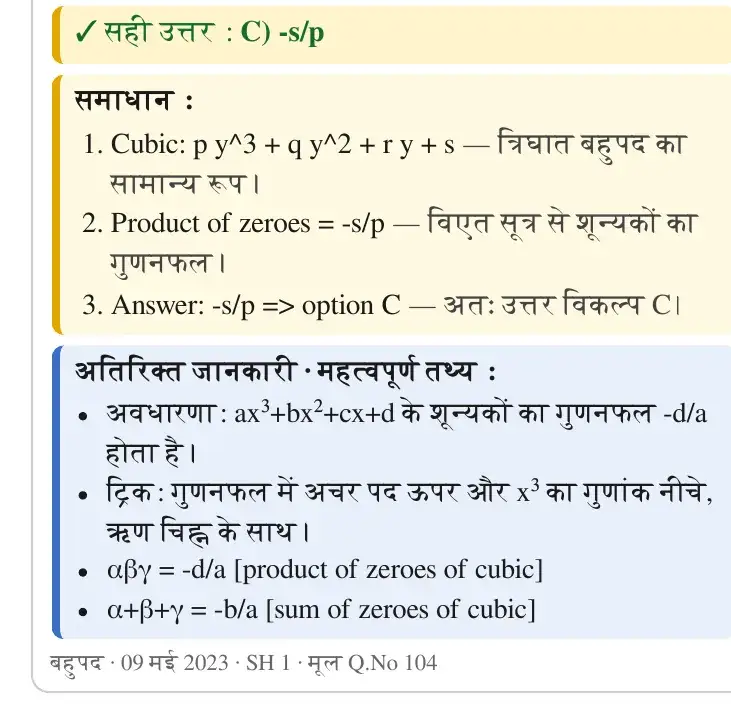 ✓ सही उत्तर : C) -s/p
समाधान :
1. Cubic: p y^3 + q y^2 + r y + s — त्रिघात बहुपद का
सामान्य रूप।
2. Product of zeroes = -s/p — विएत सूत्र से शून्यकों का
गुणनफल।
3. Answer: -s/p => option C — अतः उत्तर विकल्प C।
अतिरिक्त जानकारी · महत्वपूर्ण तथ्य :
• अवधारणा : ax³+bx²+cx+d के शून्यकों का गुणनफल -d/a
होता है।
• ट्रिक : गुणनफल में अचर पद ऊपर और x³ का गुणांक नीचे,
ऋण चिह्न के साथ।
• αβγ = -d/a [product of zeroes of cubic]
• α+β+γ = -b/a [sum of zeroes of cubic]
बहुपद · 09 मई 2023 · SH 1 · मूल Q.No 104